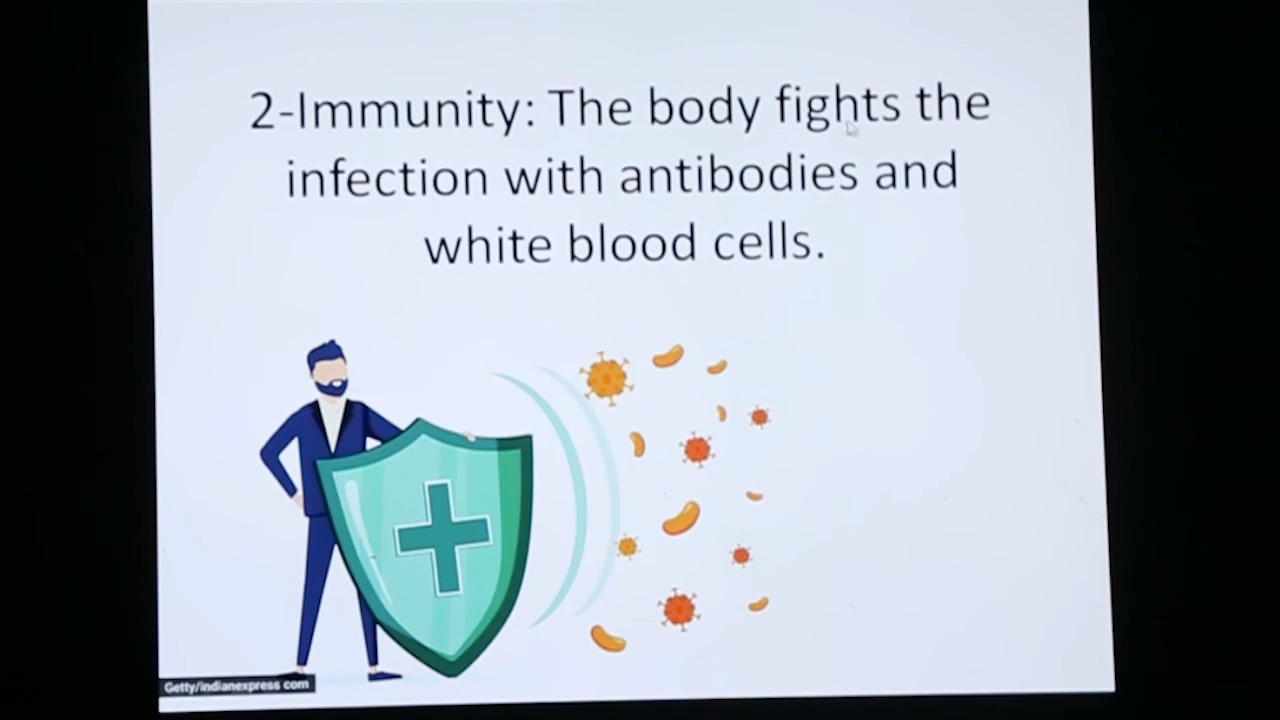 2-Immunity: The body fights the
infection with antibodies and
white blood cells.
Getty/indianexpress com